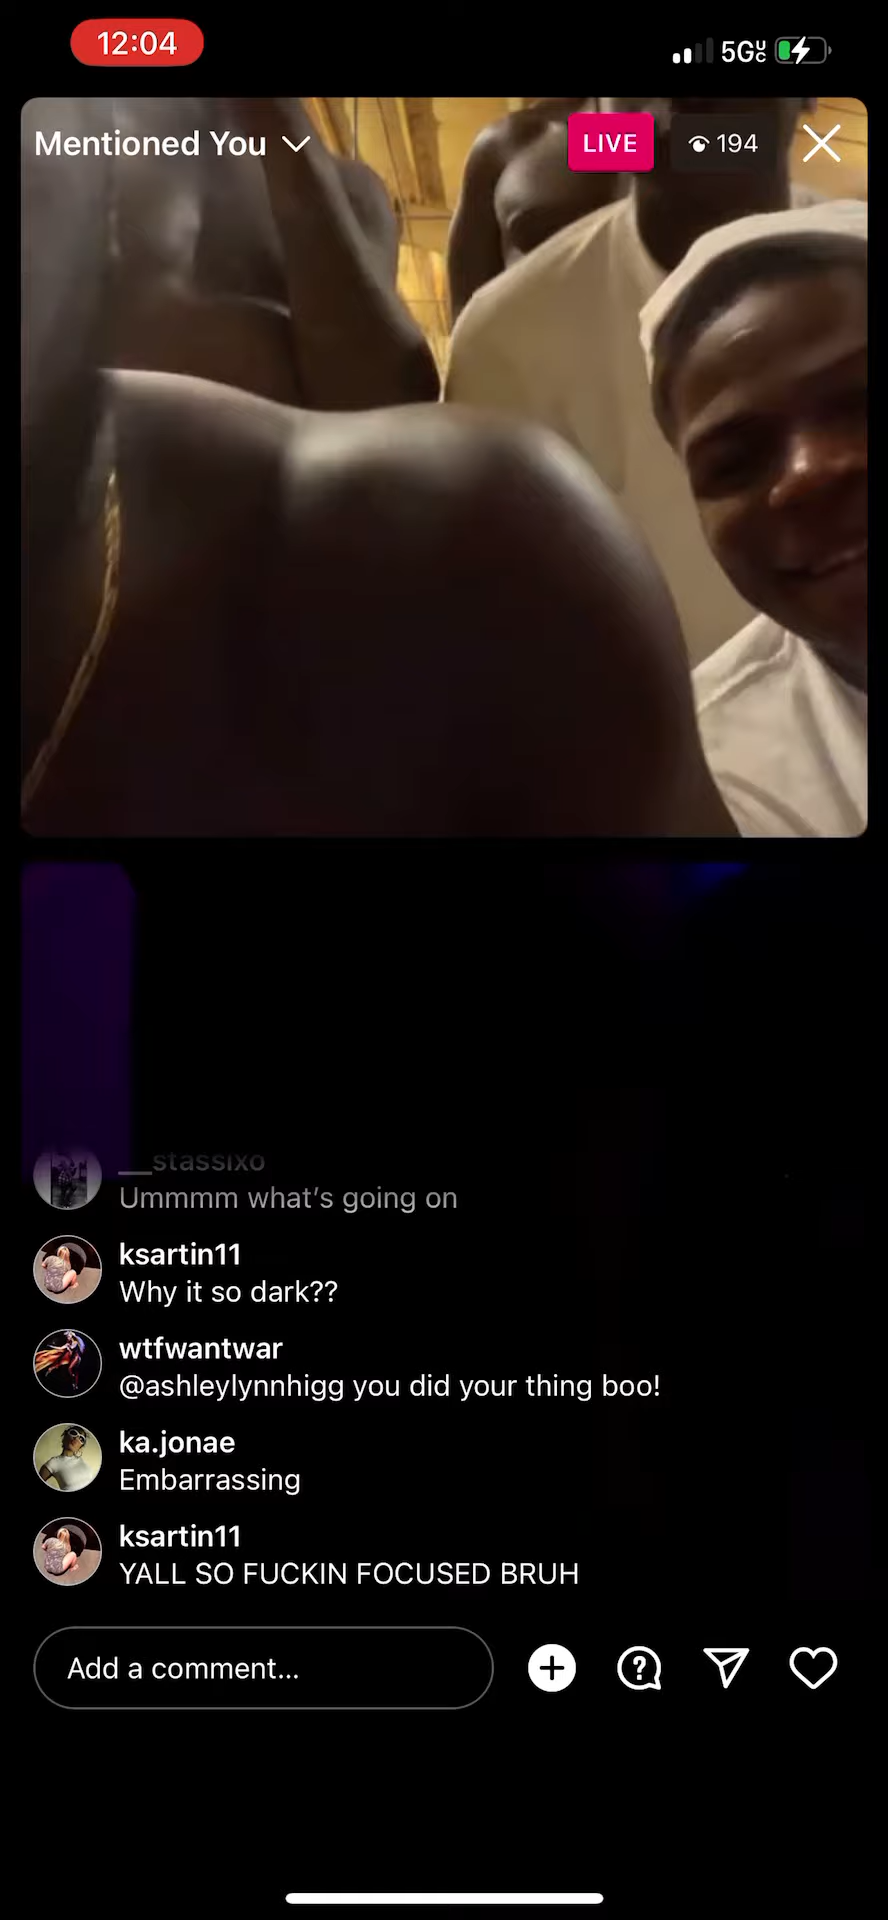 12:04
5GUC
Mentioned You
LIVE
194
__stassixo
Ummmm what's going on
ksartin11
Why it so dark??
wtfwantwar
@ashleylynnhigg you did your thing boo!
ka.jonae
Embarrassing
ksartin11
YALL SO FUCKIN FOCUSED BRUH
Add a comment...